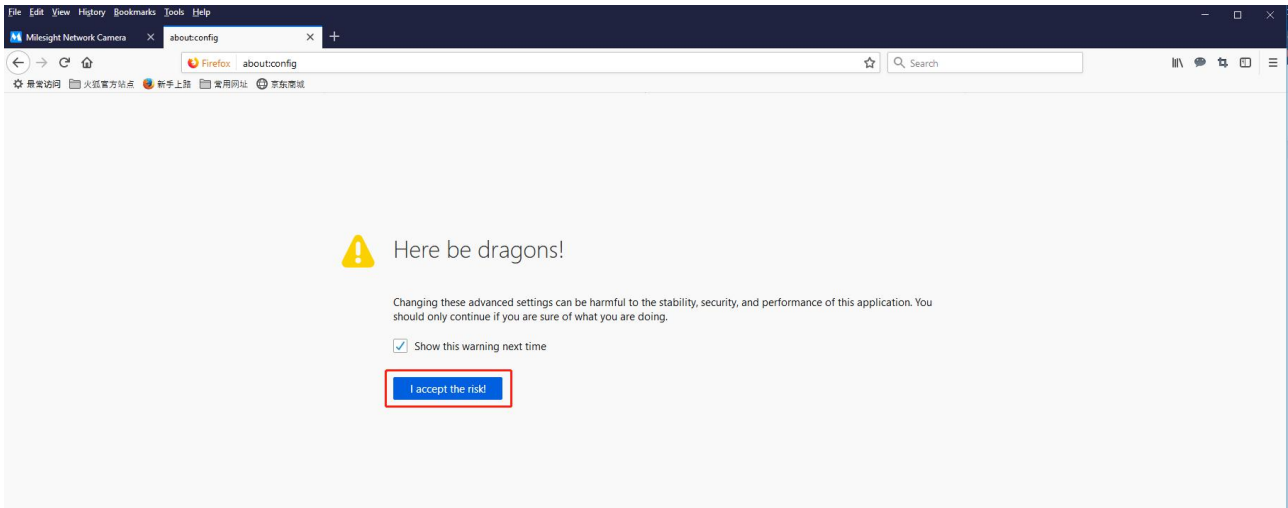 File Edit View History Bookmarks Tools Help
Milesight Network Camera about:config
Firefox about:config Search
最常访问 火狐官方站点 新手上路 常用网址 京东商城
Here be dragons!
Changing these advanced settings can be harmful to the stability, security, and performance of this application. You
should only continue if you are sure of what you are doing.
Show this warning next time
I accept the risk!